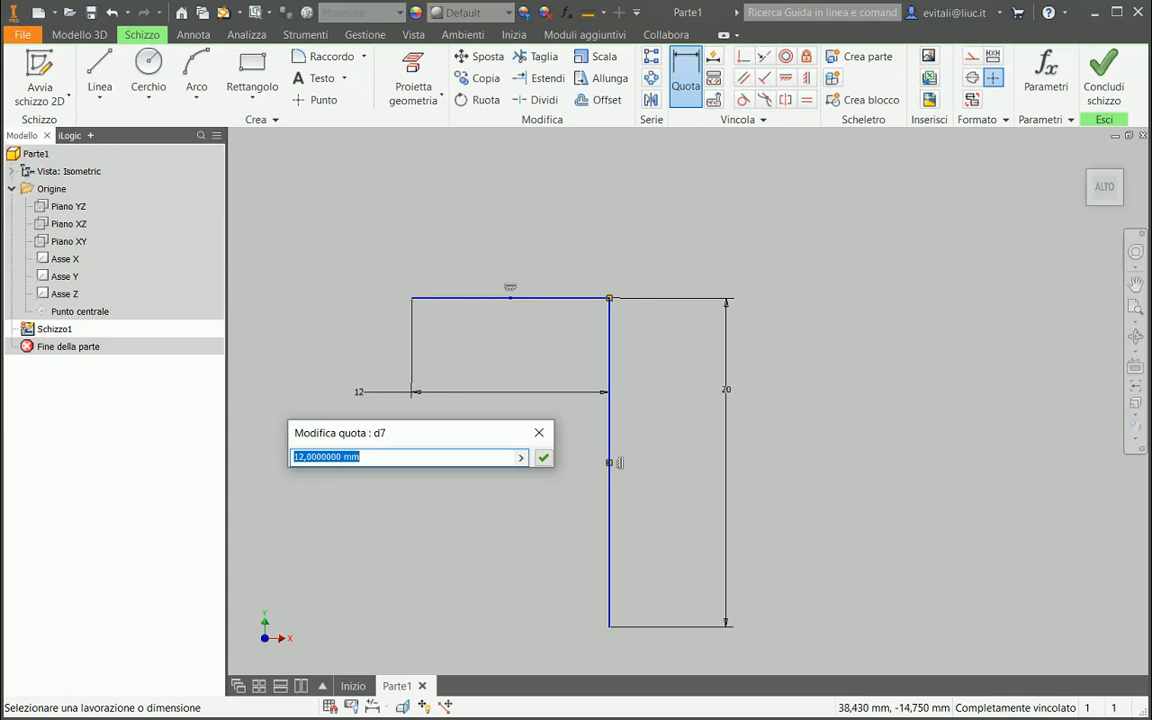 PRO
Materiale
Default
Parte1
Ricerca Guida in linea e comand
evitali@liuc.it
File
Modello 3D
Schizzo
Annota
Analizza
Strumenti
Gestione
Vista
Ambienti
Inizia
Moduli aggiuntivi
Collabora
Avvia
schizzo 2D
Linea
Cerchio
Arco
Rettangolo
Raccordo
Testo
Punto
Proietta
geometria
Sposta
Copia
Ruota
Taglia
Estendi
Dividi
Scala
Allunga
Offset
Quota
Crea parte
Crea blocco
Parametri
Concludi
schizzo
Schizzo
Crea
Modifica
Serie
Vincola
Scheletro
Inserisci
Formato
Parametri
Esci
Modello
iLogic
Parte1
Vista: Isometric
Origine
Piano YZ
Piano XZ
Piano XY
Asse X
Asse Y
Asse Z
Punto centrale
Schizzo1
Fine della parte
ALTO
12
20
Modifica quota : d7
12,0000000 mm
Y
X
Inizio
Parte1
Selezionare una lavorazione o dimensione
38,430 mm, -14,750 mm
Completamente vincolato
1
1